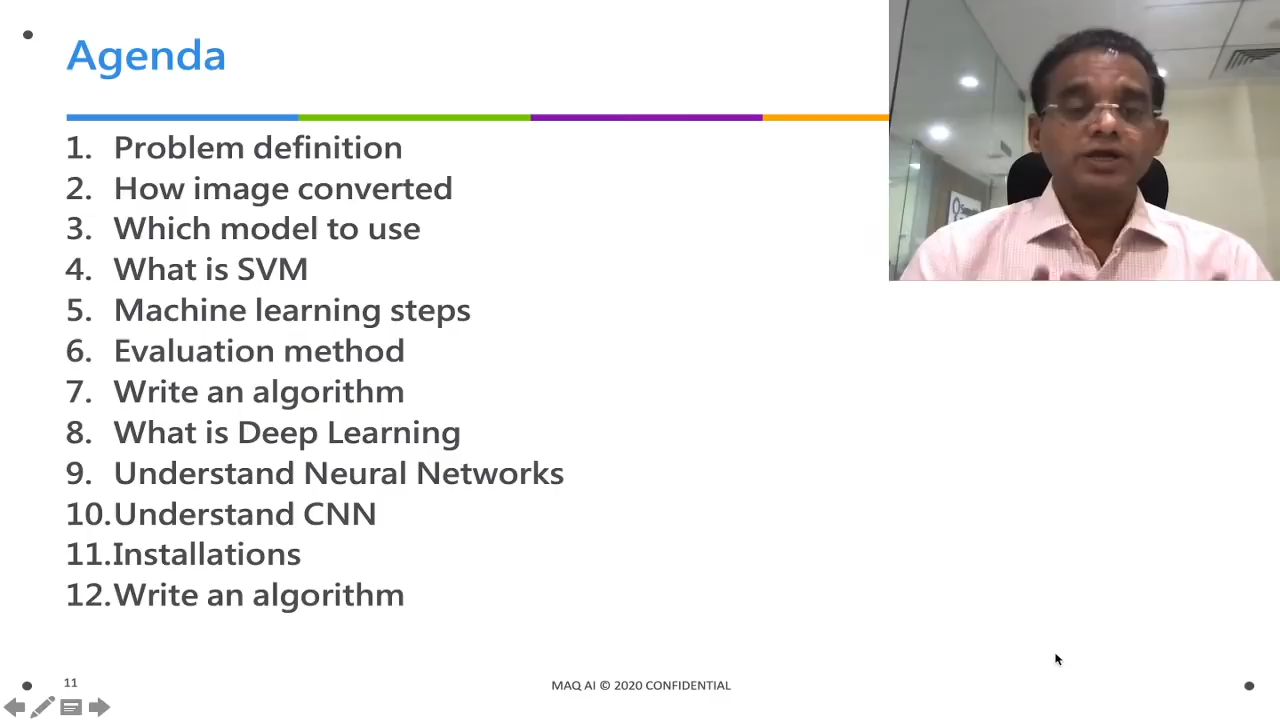 Agenda
1. Problem definition
2. How image converted
3. Which model to use
4. What is SVM
5. Machine learning steps
6. Evaluation method
7. Write an algorithm
8. What is Deep Learning
9. Understand Neural Networks
10.Understand CNN
11.Installations
12.Write an algorithm
11
MAQ AI © 2020 CONFIDENTIAL